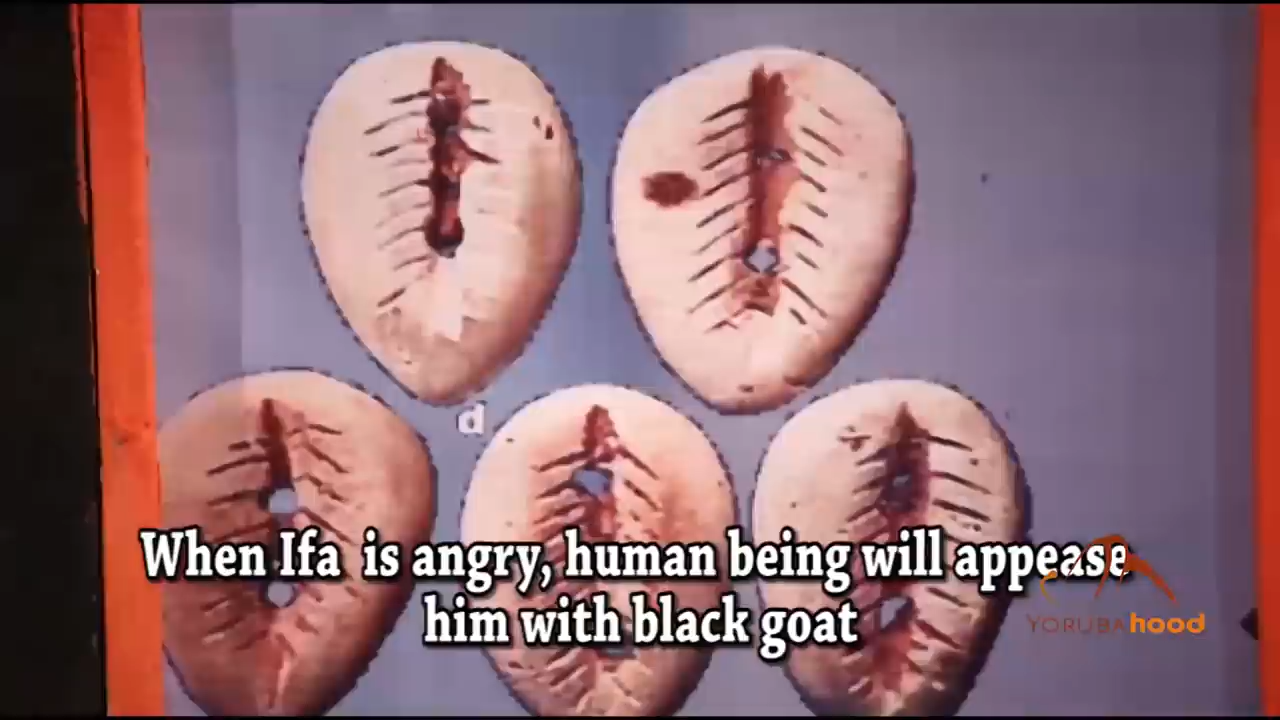 d
When Ifa is angry, human being will appease
him with black goat
YORUBAhood